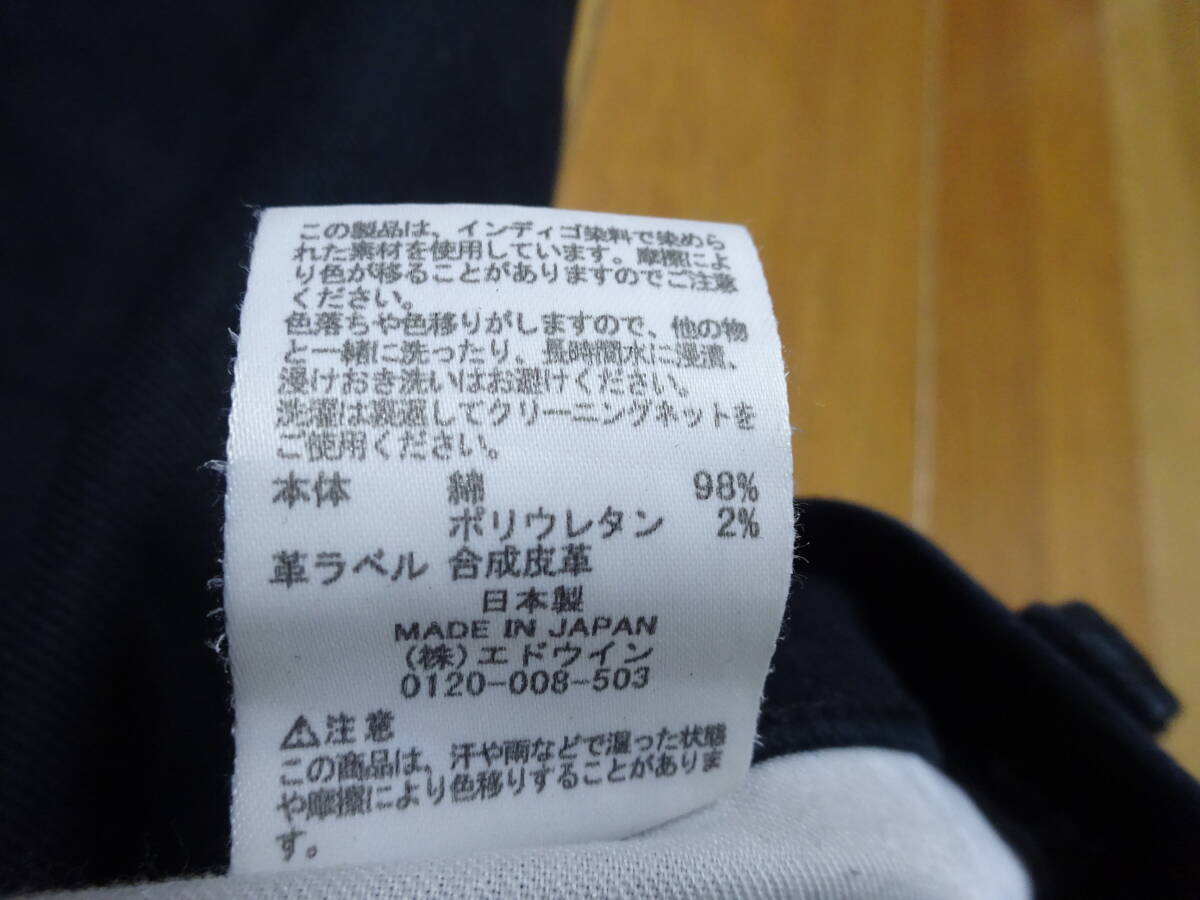 この製品は、インディゴ染料で染めら
れた素材を使用しています。摩擦によ
り色が移ることがありますのでご注意
ください。
色落ちや色移りがしますので、他の物
と一緒に洗ったり、長時間水に浸漬、
浸けおき洗いはお避けください。
洗濯は裏返してクリーニングネットを
ご使用ください。
本体 綿 98%
ポリウレタン 2%
革ラベル 合成皮革
日本製
MADE IN JAPAN
(株)エドウイン
0120-008-503
⚠注意
この商品は、汗や雨などで湿った状態
や摩擦により色移りすることがありま
す。